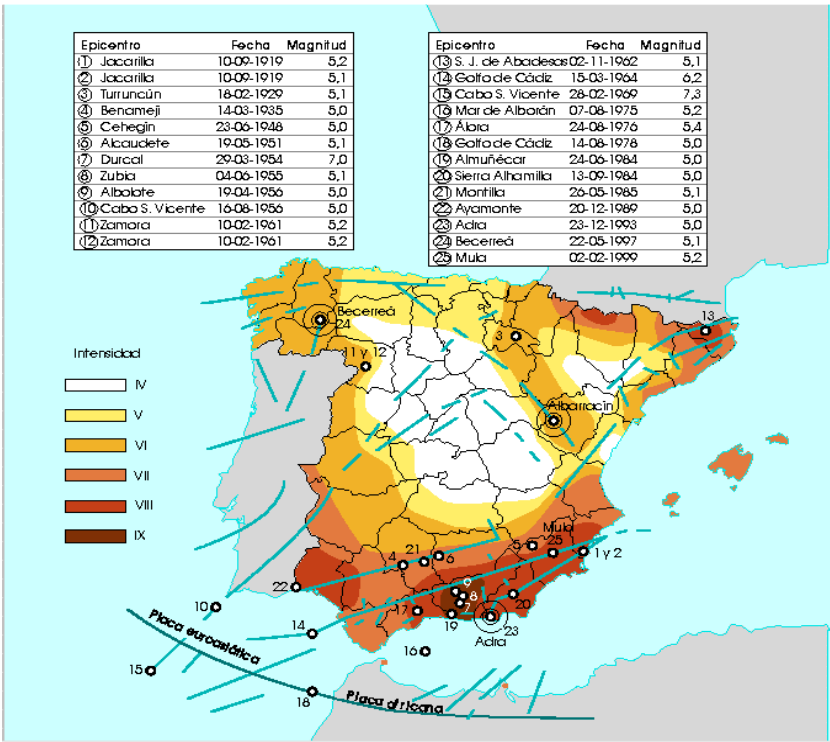 Epicentro Fecha Magnitud
1 Jacarilla 10-09-1919 5,2
2 Jacarilla 10-09-1919 5,1
3 Turruncún 18-02-1929 5,1
4 Benamejí 14-03-1935 5,0
5 Cehegín 23-06-1948 5,0
6 Alcaudete 19-05-1951 5,1
7 Durcal 29-03-1954 7,0
8 Zubia 04-06-1955 5,1
9 Albolote 19-04-1956 5,0
10 Cabo S. Vicente 16-08-1956 5,0
11 Zamora 10-02-1961 5,2
12 Zamora 10-02-1961 5,2
Epicentro Fecha Magnitud
13 S. J. de Abadesas 02-11-1962 5,1
14 Golfo de Cádiz 15-03-1964 6,2
15 Cabo S. Vicente 28-02-1969 7,3
16 Mar de Alborán 07-08-1975 5,2
17 Álora 24-08-1976 5,4
18 Golfo de Cádiz 14-08-1978 5,0
19 Almuñécar 24-06-1984 5,0
20 Sierra Alhamilla 13-09-1984 5,0
21 Montilla 26-05-1985 5,1
22 Ayamonte 20-12-1989 5,0
23 Adra 23-12-1993 5,0
24 Becerreá 22-05-1997 5,1
25 Mula 02-02-1999 5,2
Becerreá
24
13
3
11 y 12
Intensidad
IV
V
VI
VII
VIII
IX
Albarracín
Mula
25
5
1 y 2
4
21
6
22
9
8
7
20
10
17
19
23
Adra
14
16
15
18
Placa euroasiática
Placa africana